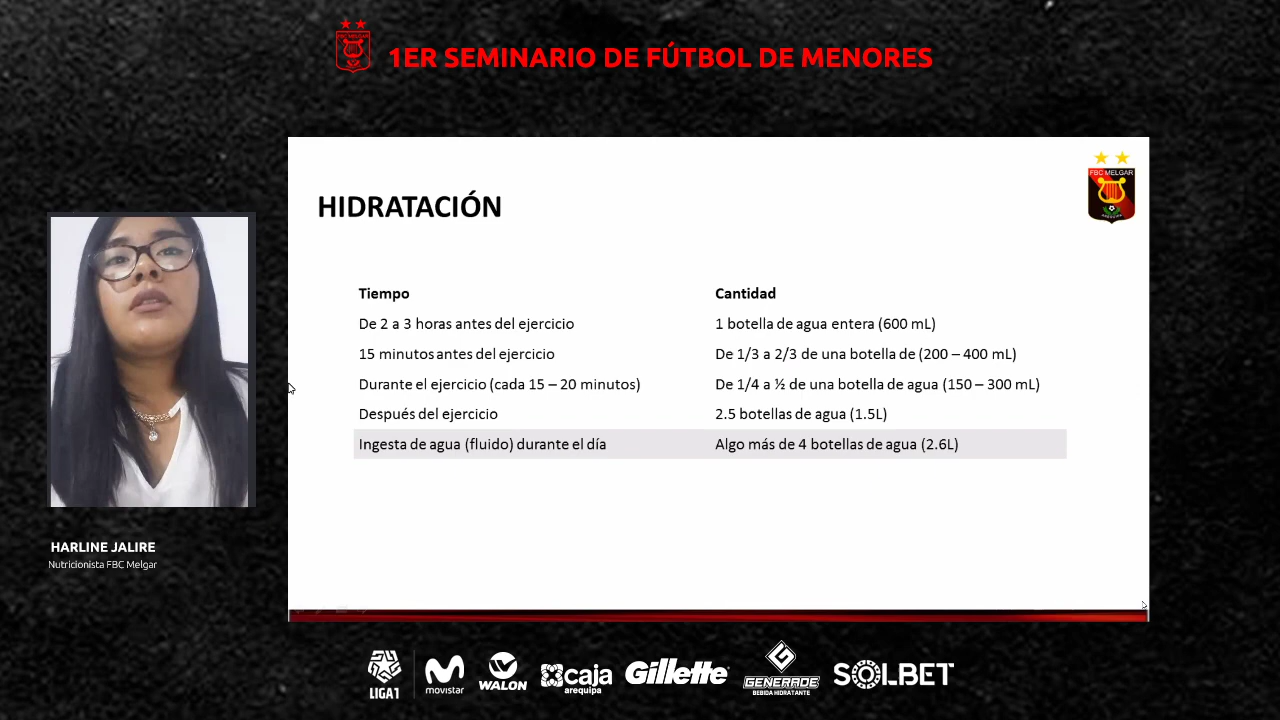 FBC MELGAR
1ER SEMINARIO DE FÚTBOL DE MENORES
FBC MELGAR
HIDRATACIÓN
Tiempo Cantidad
De 2 a 3 horas antes del ejercicio 1 botella de agua entera (600 mL)
15 minutos antes del ejercicio De 1/3 a 2/3 de una botella de (200 – 400 mL)
Durante el ejercicio (cada 15 – 20 minutos) De 1/4 a ½ de una botella de agua (150 – 300 mL)
Después del ejercicio 2.5 botellas de agua (1.5L)
Ingesta de agua (fluido) durante el día Algo más de 4 botellas de agua (2.6L)
HARLINE JALIRE
Nutricionista FBC Melgar
LIGA1
movistar
WALON
caja
arequipa
Gillette
GENERADE
BEBIDA HIDRATANTE
SOLBET